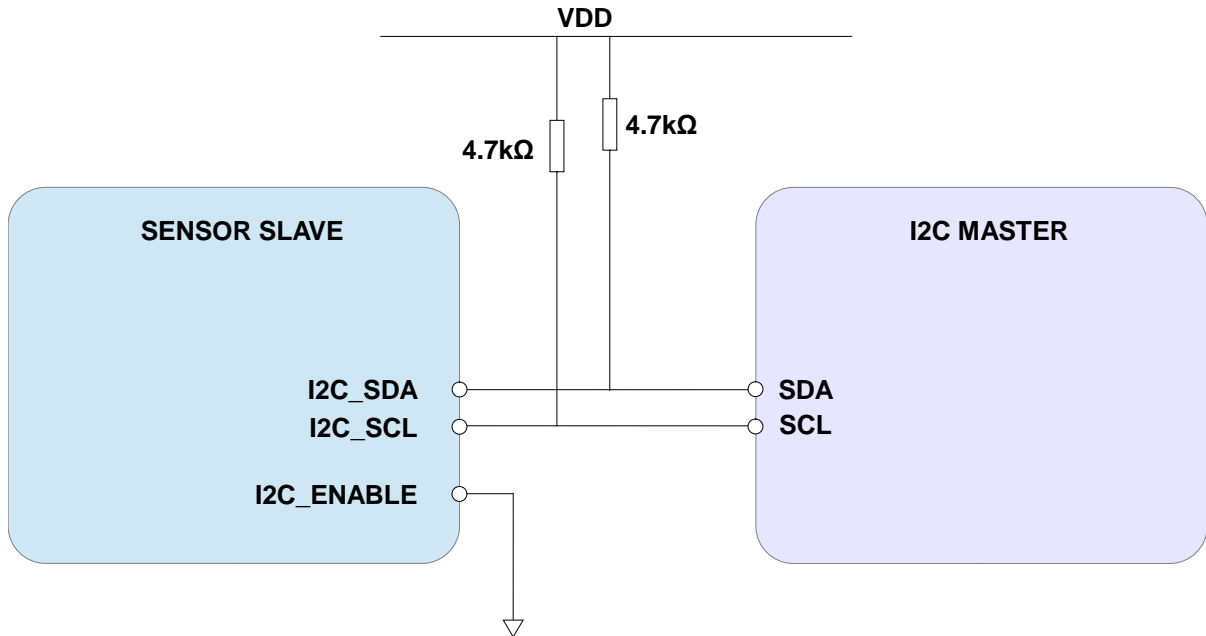 VDD
4.7kΩ
4.7kΩ
SENSOR SLAVE
I2C MASTER
I2C_SDA
SDA
I2C_SCL
SCL
I2C_ENABLE